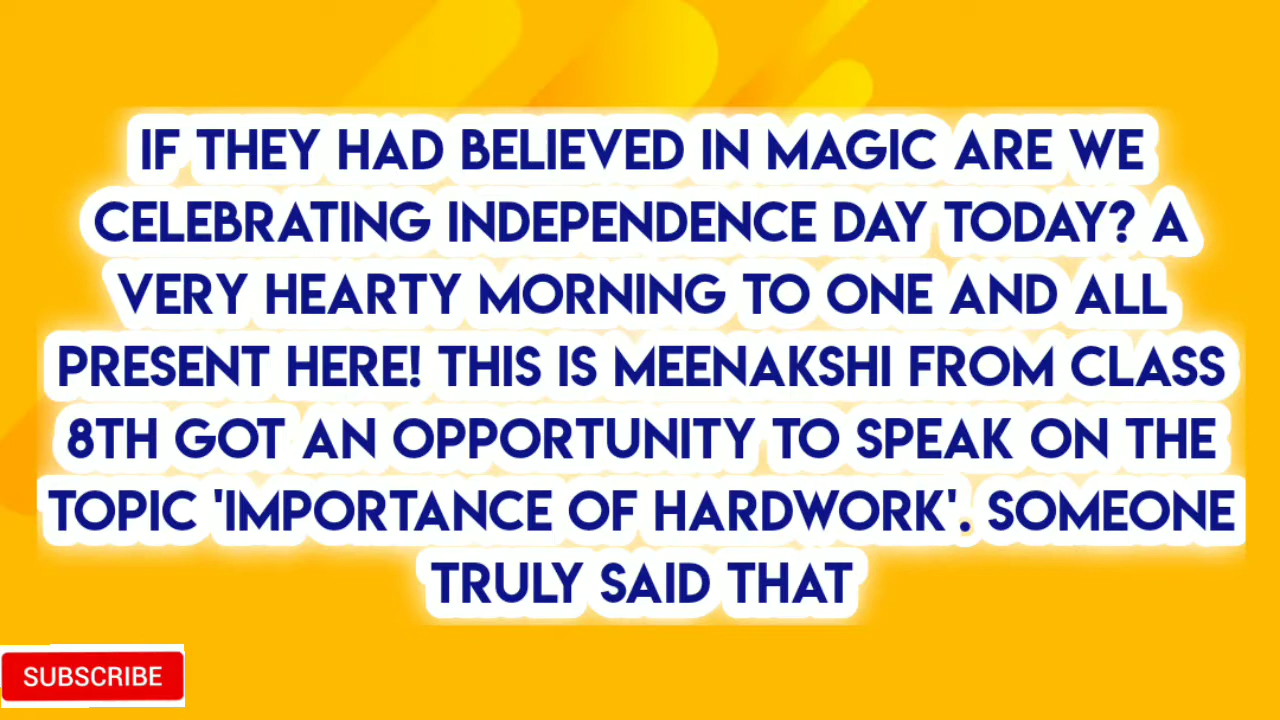 IF THEY HAD BELIEVED IN MAGIC ARE WE
CELEBRATING INDEPENDENCE DAY TODAY? A
VERY HEARTY MORNING TO ONE AND ALL
PRESENT HERE! THIS IS MEENAKSHI FROM CLASS
8TH GOT AN OPPORTUNITY TO SPEAK ON THE
TOPIC 'IMPORTANCE OF HARDWORK'. SOMEONE
TRULY SAID THAT
SUBSCRIBE